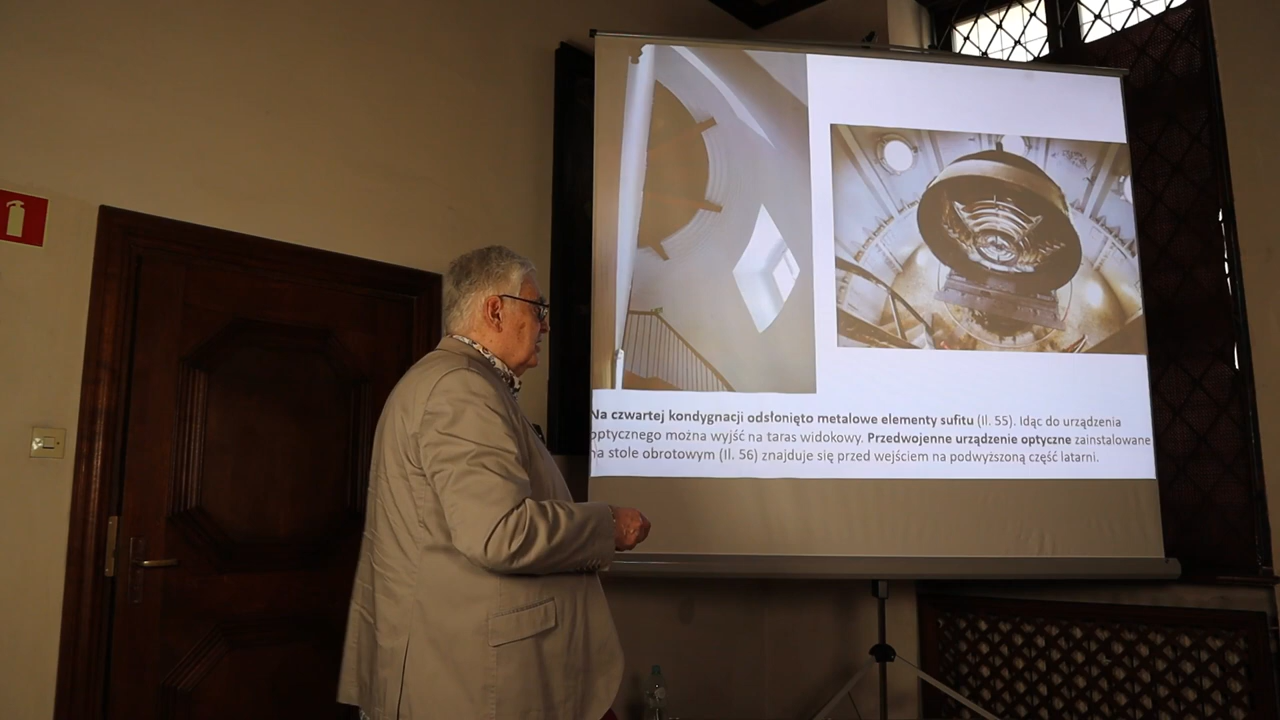 Na czwartej kondygnacji odsłonięto metalowe elementy sufitu (Il. 55). Idąc do urządzenia
optycznego można wyjść na taras widokowy. Przedwojenne urządzenie optyczne zainstalowane
na stole obrotowym (Il. 56) znajduje się przed wejściem na podwyższoną część latarni.